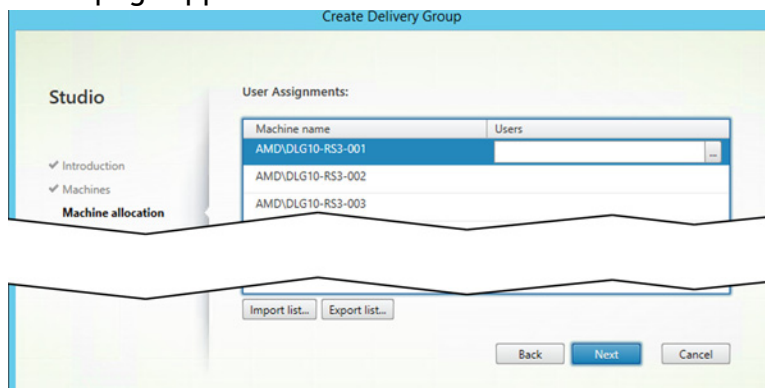 Create Delivery Group
Studio
User Assignments:
Machine name Users
AMD\DLG10-RS3-001 ...
✔ Introduction
AMD\DLG10-RS3-002
✔ Machines
Machine allocation
AMD\DLG10-RS3-003
Import list... Export list...
Back Next Cancel